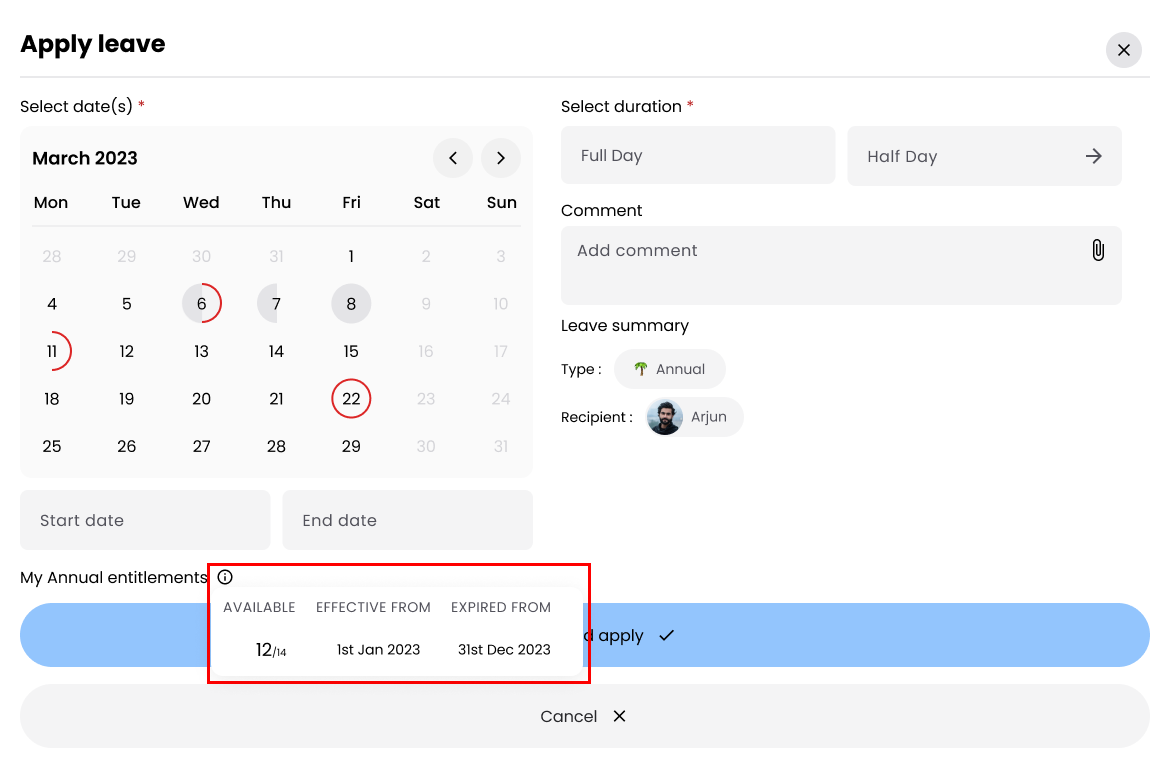 Apply leave
Select date(s) *
March 2023
Mon Tue Wed Thu Fri Sat Sun
28 29 30 31 1 2 3
4 5 6 7 8 9 10
11 12 13 14 15 16 17
18 19 20 21 22 23 24
25 26 27 28 29 30 31
Start date End date
Select duration *
Full Day Half Day
Comment
Add comment
Leave summary
Type : Annual
Recipient : Arjun
My Annual entitlements
AVAILABLE EFFECTIVE FROM EXPIRED FROM
12/14 1st Jan 2023 31st Dec 2023
apply
Cancel